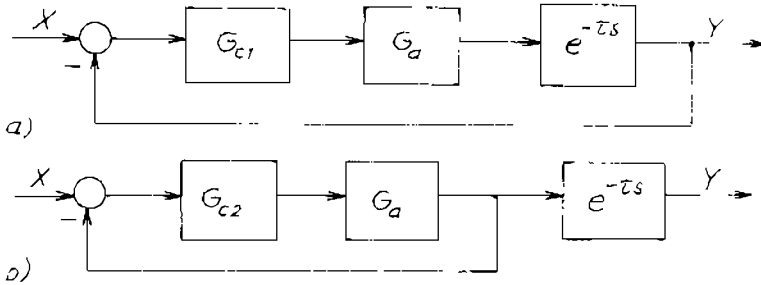 X G_{c1} G_a e^{-τs} Y
−
a)
X G_{c2} G_a e^{-τs} Y
−
b)